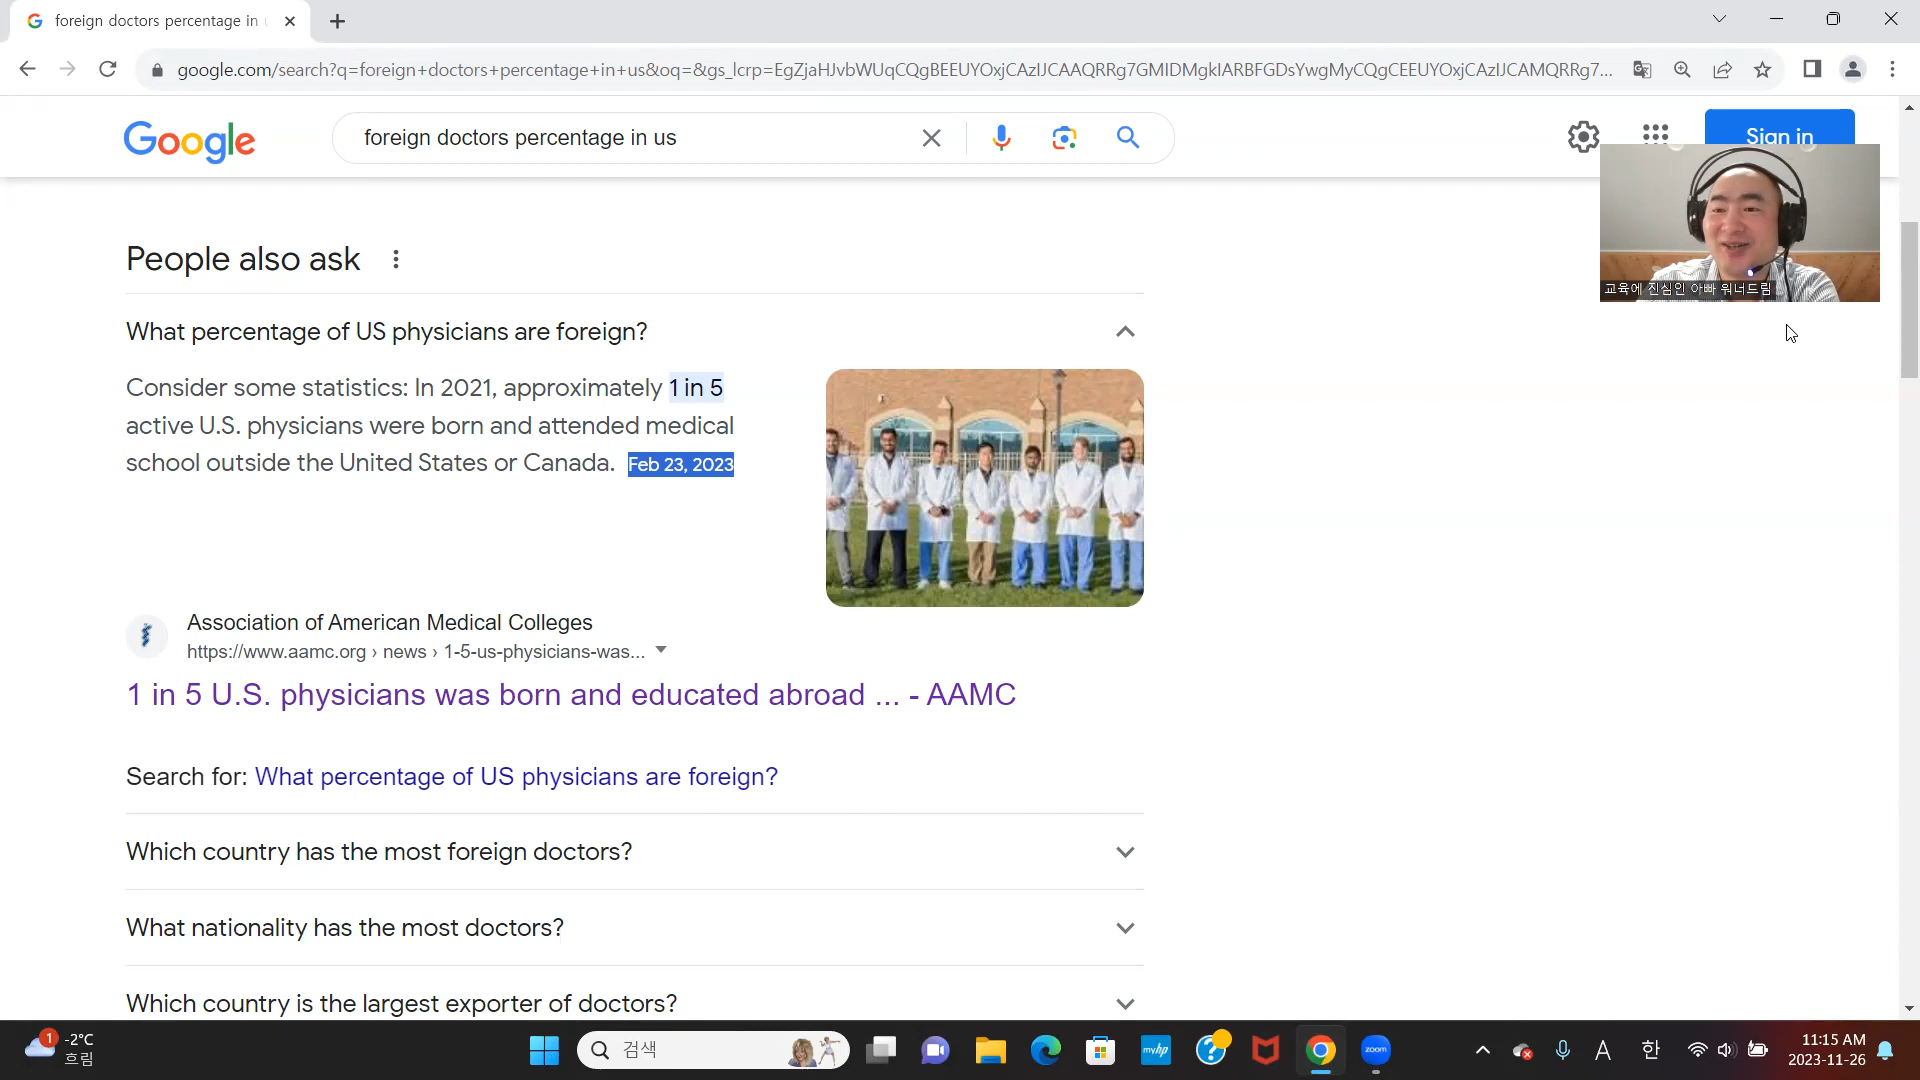 foreign doctors percentage in u
google.com/search?q=foreign+doctors+percentage+in+us&oq=&gs_lcrp=EgZjaHJvbWUqCQgBEEUYOxjCAzIJCAAQRRg7GMIDMgkIARBFGDsYwgMyCQgCEEUYOxjCAzIJCAMQRRg7...
Google
foreign doctors percentage in us
Sign in
교육에 진심인 아빠 워너드림
People also ask
What percentage of US physicians are foreign?
Consider some statistics: In 2021, approximately 1 in 5
active U.S. physicians were born and attended medical
school outside the United States or Canada. Feb 23, 2023
Association of American Medical Colleges
https://www.aamc.org › news › 1-5-us-physicians-was...
1 in 5 U.S. physicians was born and educated abroad ... - AAMC
Search for: What percentage of US physicians are foreign?
Which country has the most foreign doctors?
What nationality has the most doctors?
Which country is the largest exporter of doctors?
1
-2°C
흐림
검색
myhp
zoom
A
한
11:15 AM
2023-11-26